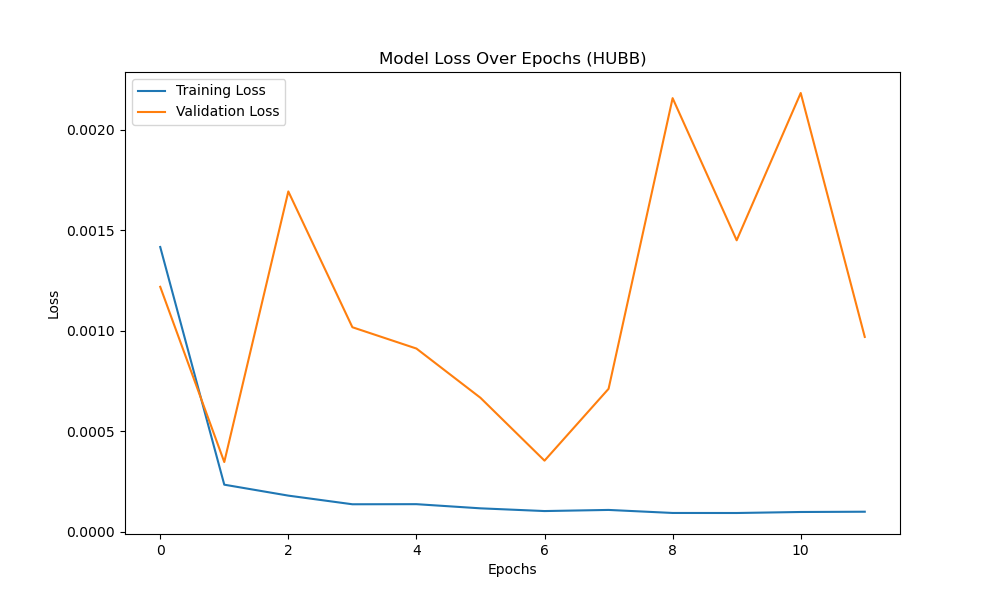 Model Loss Over Epochs (HUBB)
Training Loss
Validation Loss
0.0020
0.0015
0.0010
0.0005
0.0000
Loss
0 2 4 6 8 10
Epochs